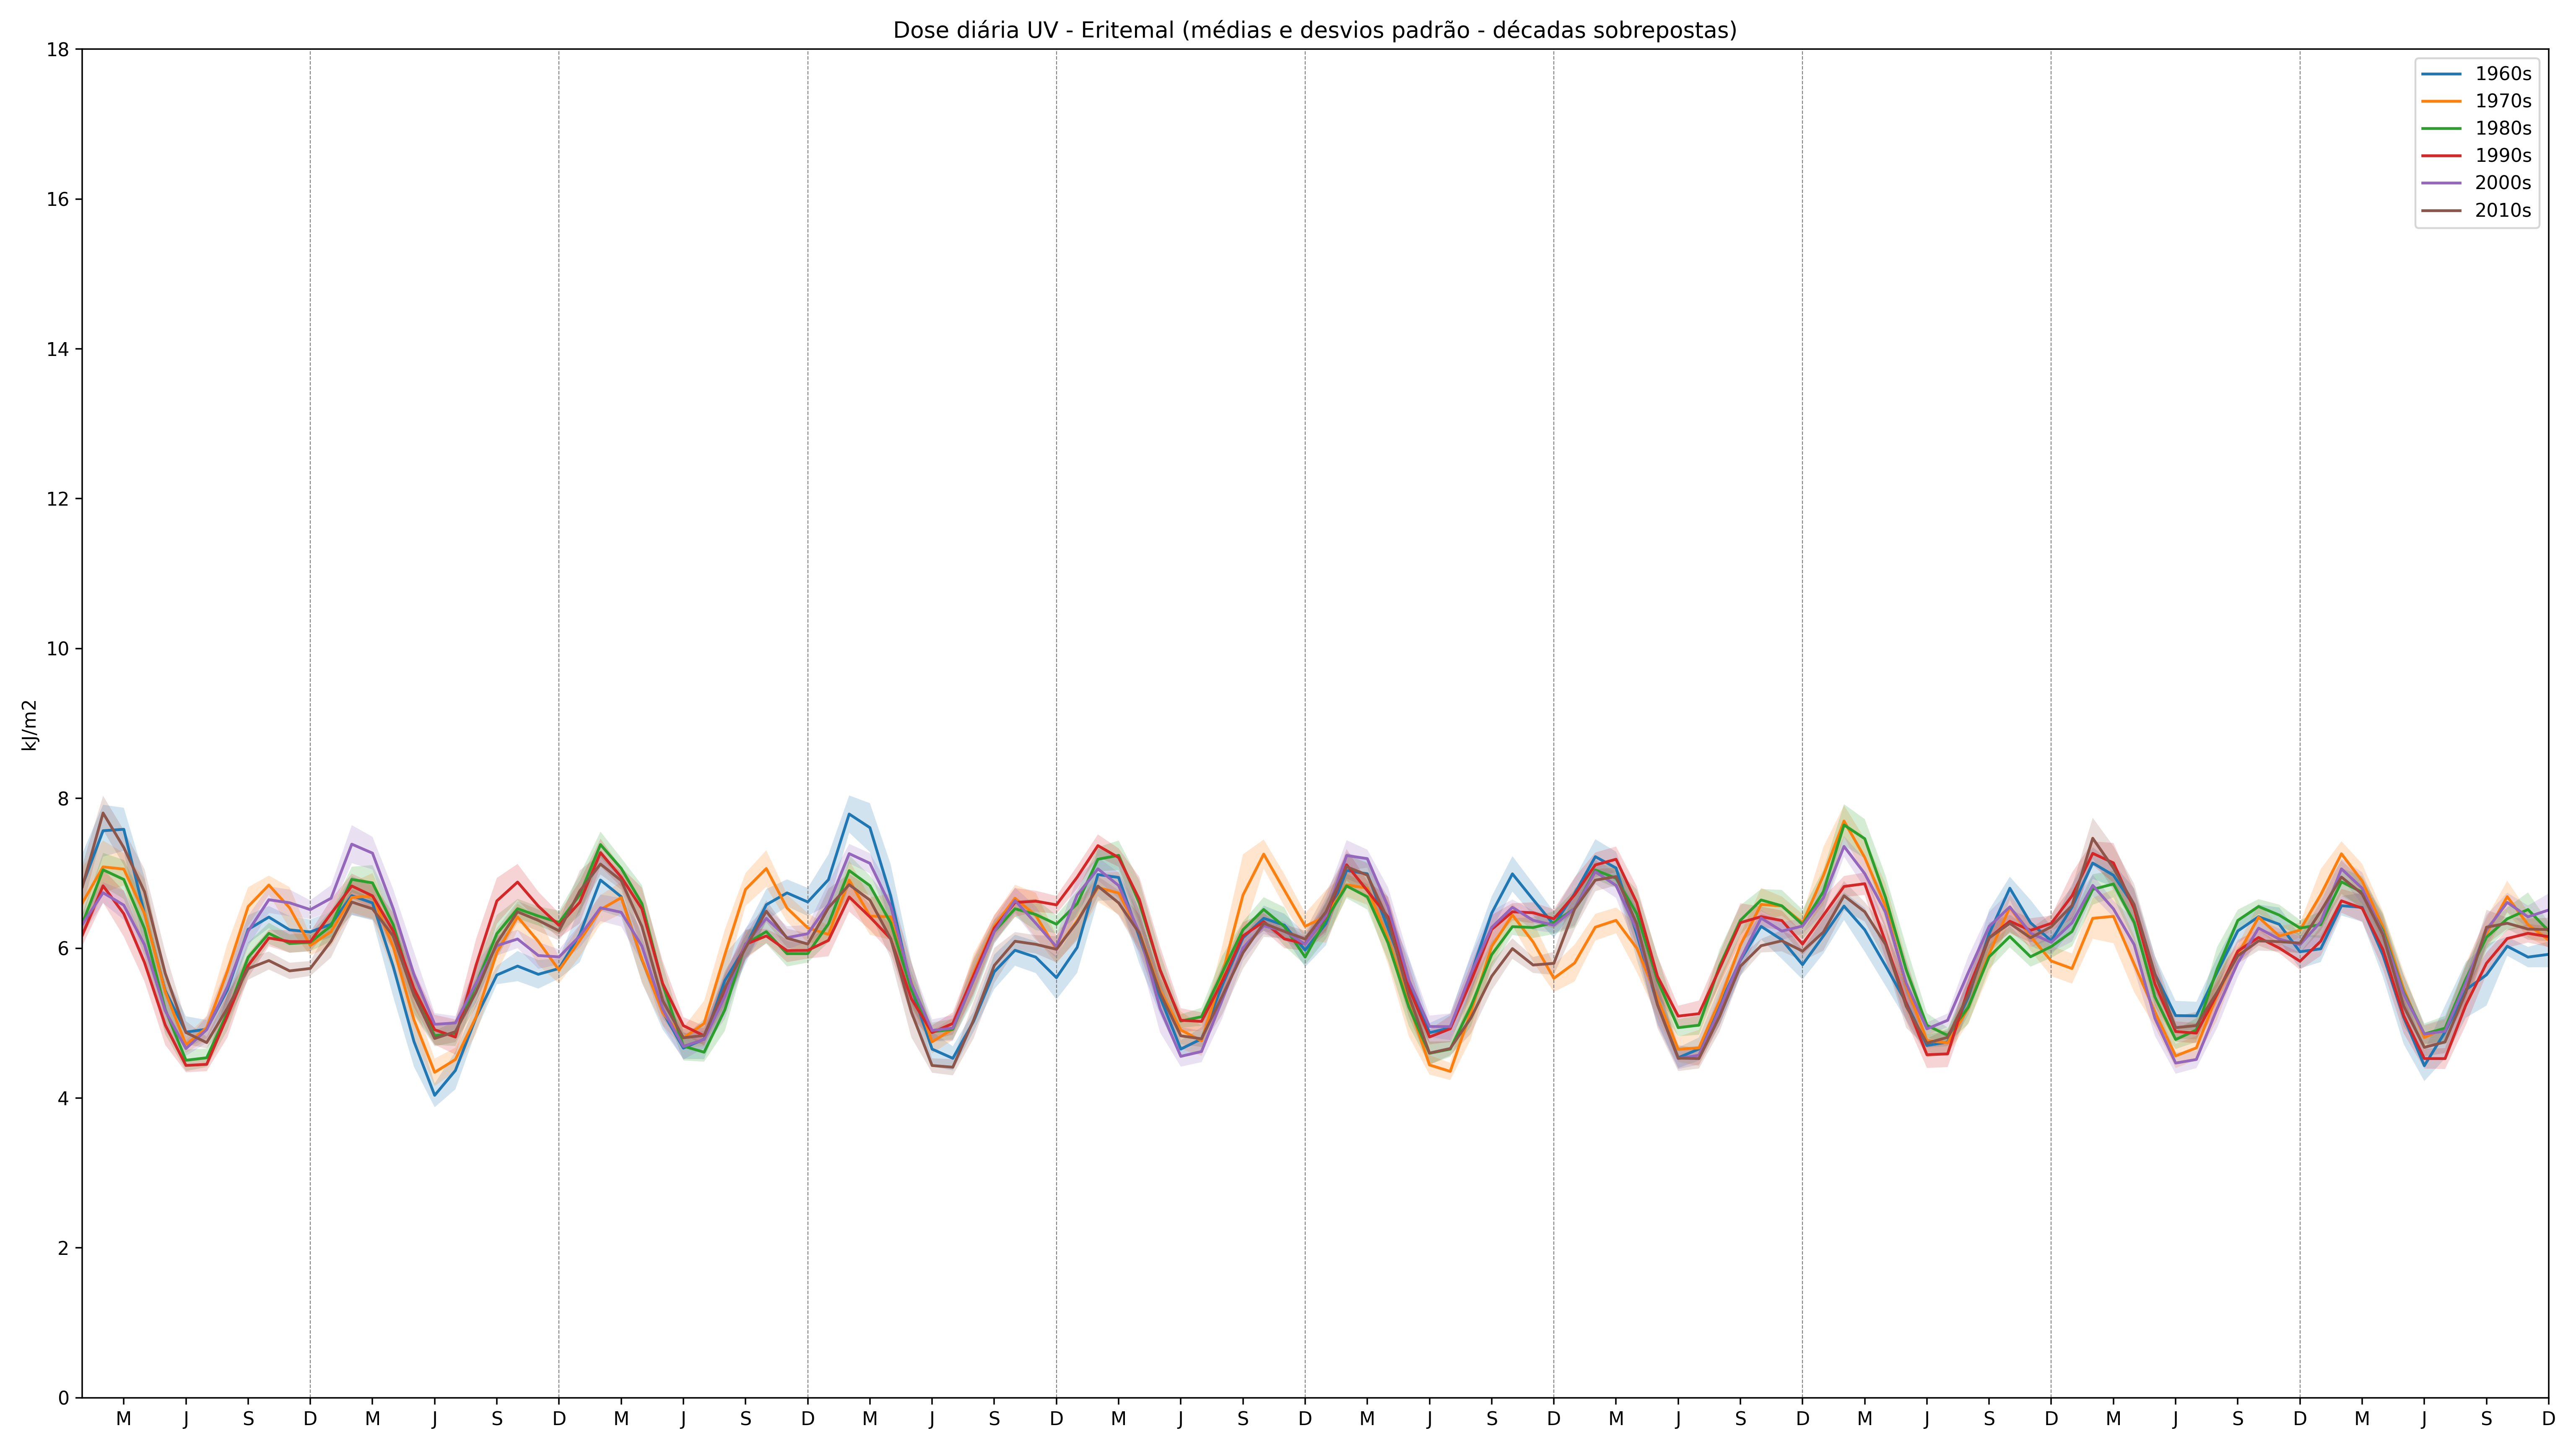 Dose diária UV - Eritemal (médias e desvios padrão - décadas sobrepostas)
18
16
14
12
10
8
6
4
2
0
kJ/m2
1960s
1970s
1980s
1990s
2000s
2010s
M J S D M J S D M J S D M J S D M J S D M J S D M J S D M J S D M J S D M J S D